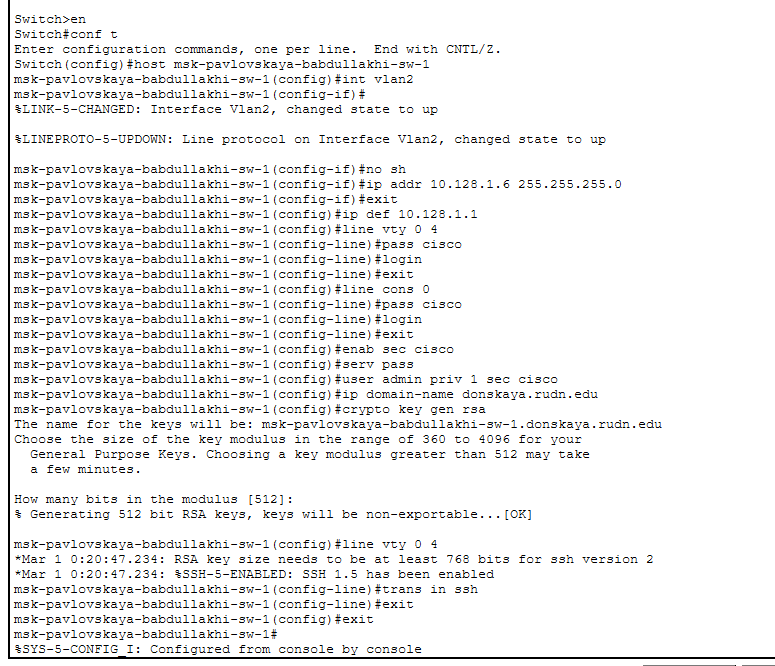 Switch>en
Switch#conf t
Enter configuration commands, one per line.  End with CNTL/Z.
Switch(config)#host msk-pavlovskaya-babdullakhi-sw-1
msk-pavlovskaya-babdullakhi-sw-1(config)#int vlan2
msk-pavlovskaya-babdullakhi-sw-1(config-if)#
%LINK-5-CHANGED: Interface Vlan2, changed state to up
%LINEPROTO-5-UPDOWN: Line protocol on Interface Vlan2, changed state to up
msk-pavlovskaya-babdullakhi-sw-1(config-if)#no sh
msk-pavlovskaya-babdullakhi-sw-1(config-if)#ip addr 10.128.1.6 255.255.255.0
msk-pavlovskaya-babdullakhi-sw-1(config-if)#exit
msk-pavlovskaya-babdullakhi-sw-1(config)#ip def 10.128.1.1
msk-pavlovskaya-babdullakhi-sw-1(config)#line vty 0 4
msk-pavlovskaya-babdullakhi-sw-1(config-line)#pass cisco
msk-pavlovskaya-babdullakhi-sw-1(config-line)#login
msk-pavlovskaya-babdullakhi-sw-1(config-line)#exit
msk-pavlovskaya-babdullakhi-sw-1(config)#line cons 0
msk-pavlovskaya-babdullakhi-sw-1(config-line)#pass cisco
msk-pavlovskaya-babdullakhi-sw-1(config-line)#login
msk-pavlovskaya-babdullakhi-sw-1(config-line)#exit
msk-pavlovskaya-babdullakhi-sw-1(config)#enab sec cisco
msk-pavlovskaya-babdullakhi-sw-1(config)#serv pass
msk-pavlovskaya-babdullakhi-sw-1(config)#user admin priv 1 sec cisco
msk-pavlovskaya-babdullakhi-sw-1(config)#ip domain-name donskaya.rudn.edu
msk-pavlovskaya-babdullakhi-sw-1(config)#crypto key gen rsa
The name for the keys will be: msk-pavlovskaya-babdullakhi-sw-1.donskaya.rudn.edu
Choose the size of the key modulus in the range of 360 to 4096 for your
  General Purpose Keys. Choosing a key modulus greater than 512 may take
  a few minutes.
How many bits in the modulus [512]:
% Generating 512 bit RSA keys, keys will be non-exportable...[OK]
msk-pavlovskaya-babdullakhi-sw-1(config)#line vty 0 4
*Mar 1 0:20:47.234: RSA key size needs to be at least 768 bits for ssh version 2
*Mar 1 0:20:47.234: %SSH-5-ENABLED: SSH 1.5 has been enabled
msk-pavlovskaya-babdullakhi-sw-1(config-line)#trans in ssh
msk-pavlovskaya-babdullakhi-sw-1(config-line)#exit
msk-pavlovskaya-babdullakhi-sw-1(config)#exit
msk-pavlovskaya-babdullakhi-sw-1#
%SYS-5-CONFIG_I: Configured from console by console